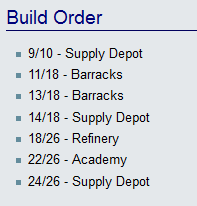 Build Order
9/10 - Supply Depot
11/18 - Barracks
13/18 - Barracks
14/18 - Supply Depot
18/26 - Refinery
22/26 - Academy
24/26 - Supply Depot